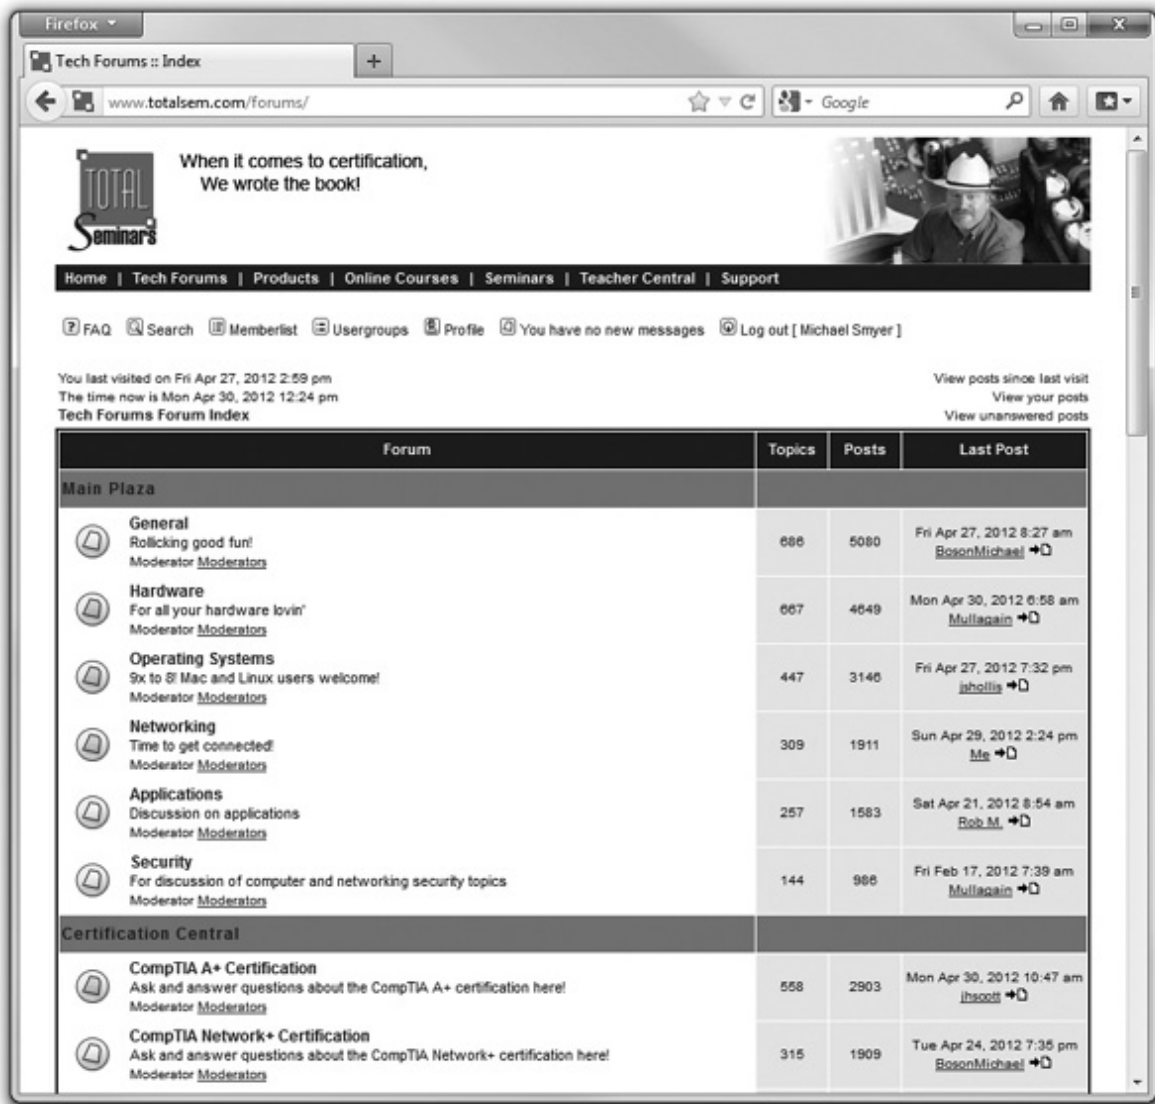 Firefox
Tech Forums :: Index
www.totalsem.com/forums/
Google
TOTAL
Seminars
When it comes to certification,
We wrote the book!
Home | Tech Forums | Products | Online Courses | Seminars | Teacher Central | Support
FAQ Search Memberlist Usergroups Profile You have no new messages Log out [ Michael Smyer ]
You last visited on Fri Apr 27, 2012 2:59 pm
View posts since last visit
The time now is Mon Apr 30, 2012 12:24 pm
View your posts
Tech Forums Forum Index
View unanswered posts
Forum Topics Posts Last Post
Main Plaza
General
Rollicking good fun!
Moderator Moderators
686 5080
Fri Apr 27, 2012 8:27 am
BosonMichael
Hardware
For all your hardware lovin'
Moderator Moderators
667 4649
Mon Apr 30, 2012 6:58 am
Mullagain
Operating Systems
9x to 8! Mac and Linux users welcome!
Moderator Moderators
447 3146
Fri Apr 27, 2012 7:32 pm
jshollis
Networking
Time to get connected!
Moderator Moderators
309 1911
Sun Apr 29, 2012 2:24 pm
Me
Applications
Discussion on applications
Moderator Moderators
257 1583
Sat Apr 21, 2012 8:54 am
Rob M.
Security
For discussion of computer and networking security topics
Moderator Moderators
144 986
Fri Feb 17, 2012 7:39 am
Mullagain
Certification Central
CompTIA A+ Certification
Ask and answer questions about the CompTIA A+ certification here!
Moderator Moderators
558 2903
Mon Apr 30, 2012 10:47 am
jhscott
CompTIA Network+ Certification
Ask and answer questions about the CompTIA Network+ certification here!
Moderator Moderators
315 1909
Tue Apr 24, 2012 7:35 pm
BosonMichael